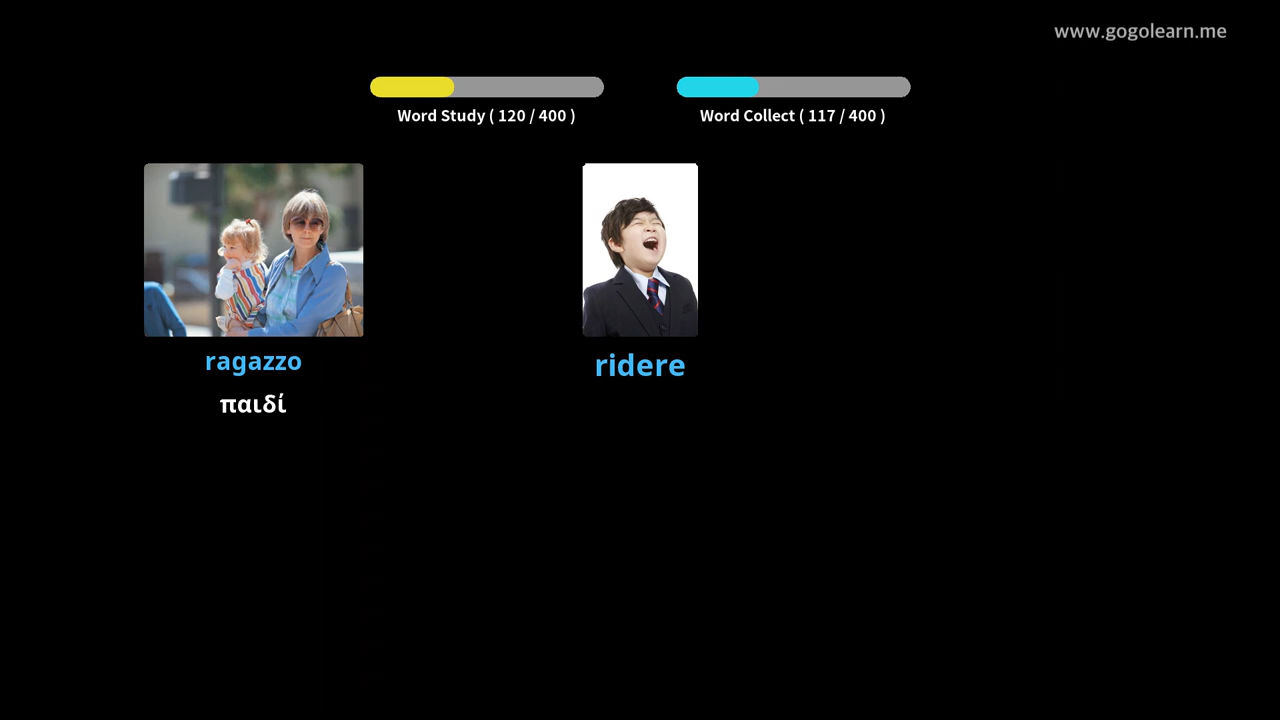 www.gogolearn.me
Word Study ( 120 / 400 )
Word Collect ( 117 / 400 )
ragazzo
παιδί
ridere